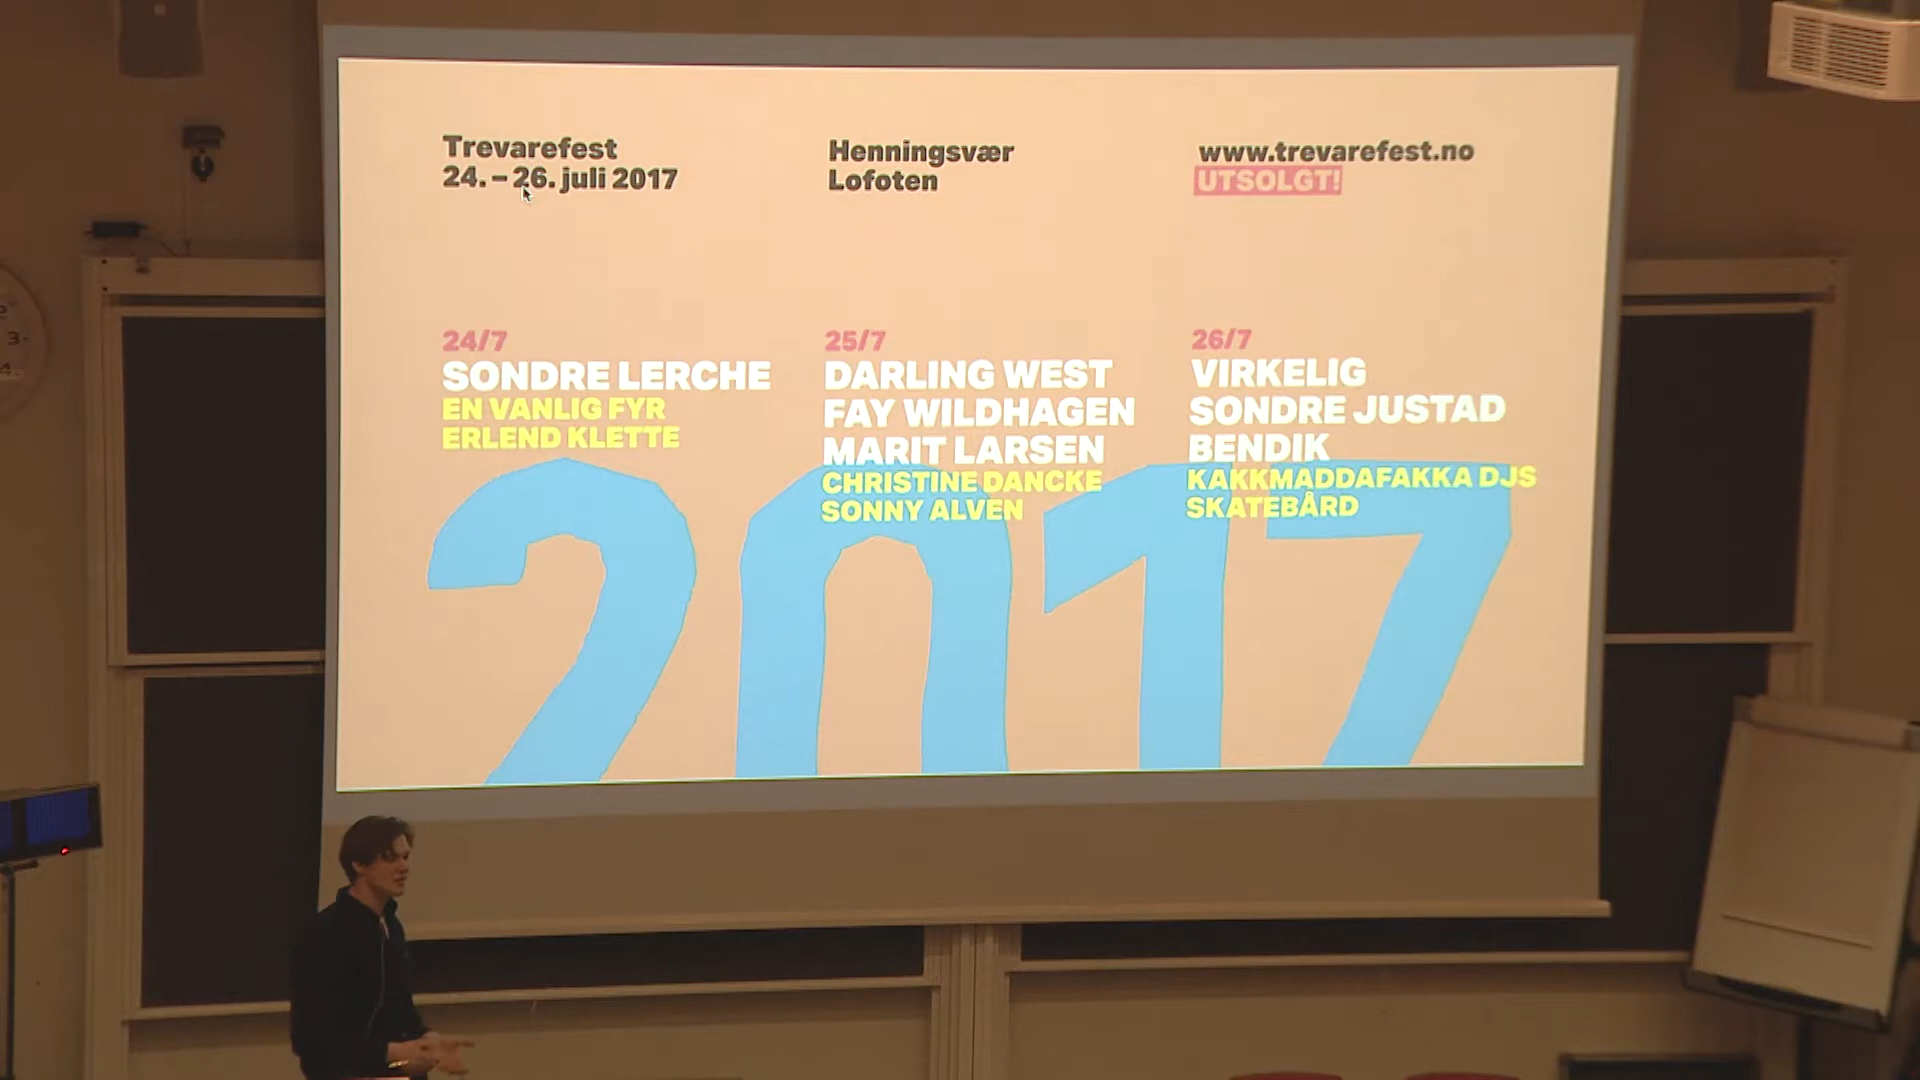 Trevarefest
24. – 26. juli 2017
Henningsvær
Lofoten
www.trevarefest.no
UTSOLGT!
24/7
SONDRE LERCHE
EN VANLIG FYR
ERLEND KLETTE
25/7
DARLING WEST
FAY WILDHAGEN
MARIT LARSEN
CHRISTINE DANCKE
SONNY ALVEN
26/7
VIRKELIG
SONDRE JUSTAD
BENDIK
KAKKMADDAFAKKA DJS
SKATEBÅRD
2017
3
4